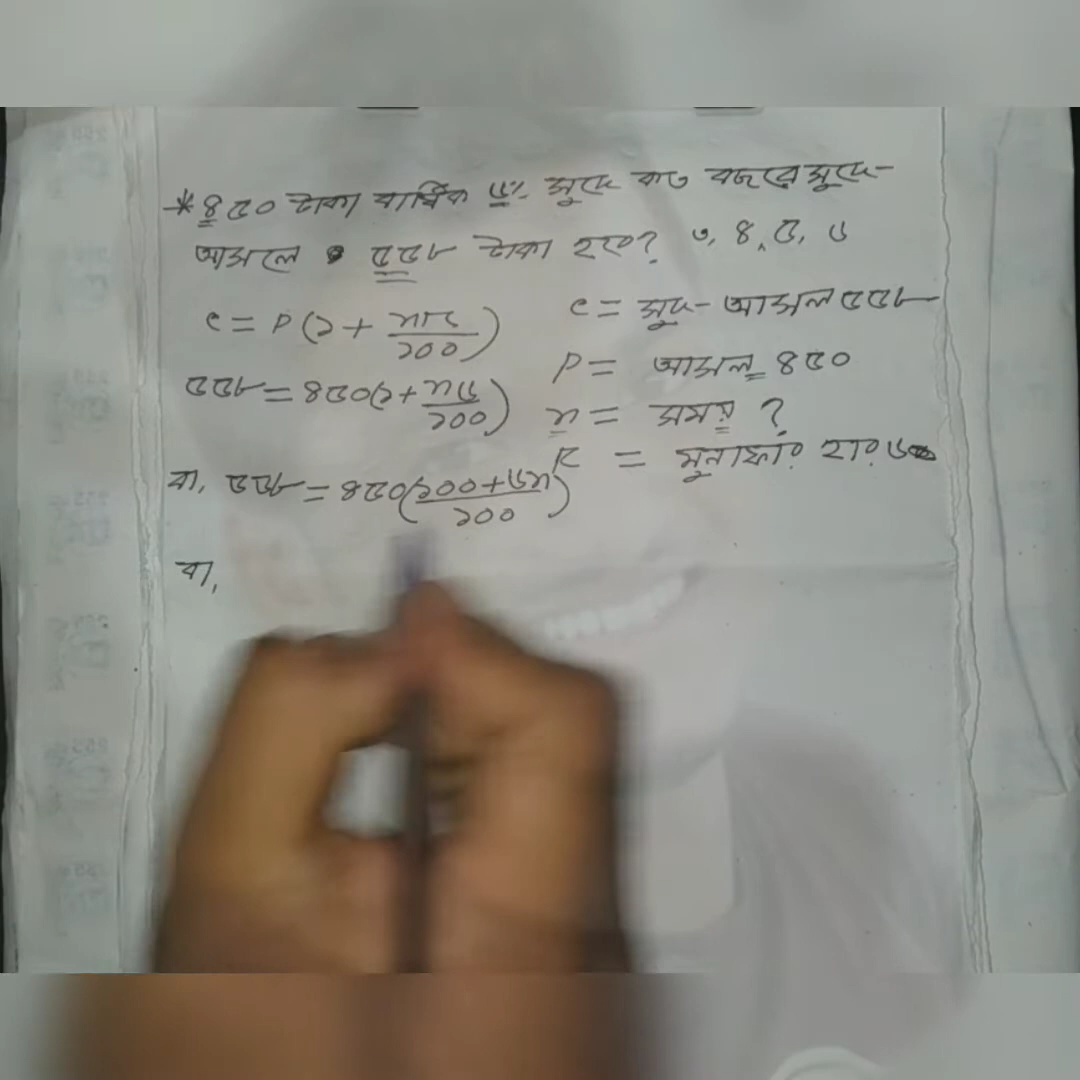 *৪৫০ টাকা বার্ষিক ৬% সুদে কত বছরে সুদে-
আসলে ৫৫৮ টাকা হবে? ৩, ৪, ৫, ৬
c = p(১ + nr/১০০)
৫৫৮ = ৪৫০(১ + n৬/১০০)
বা, ৫৫৮ = ৪৫০(১০০+৬n/১০০)
বা,
c = সুদ-আসল ৫৫৮
p = আসল = ৪৫০
n = সময় ?
r = মুনাফার হার ৬